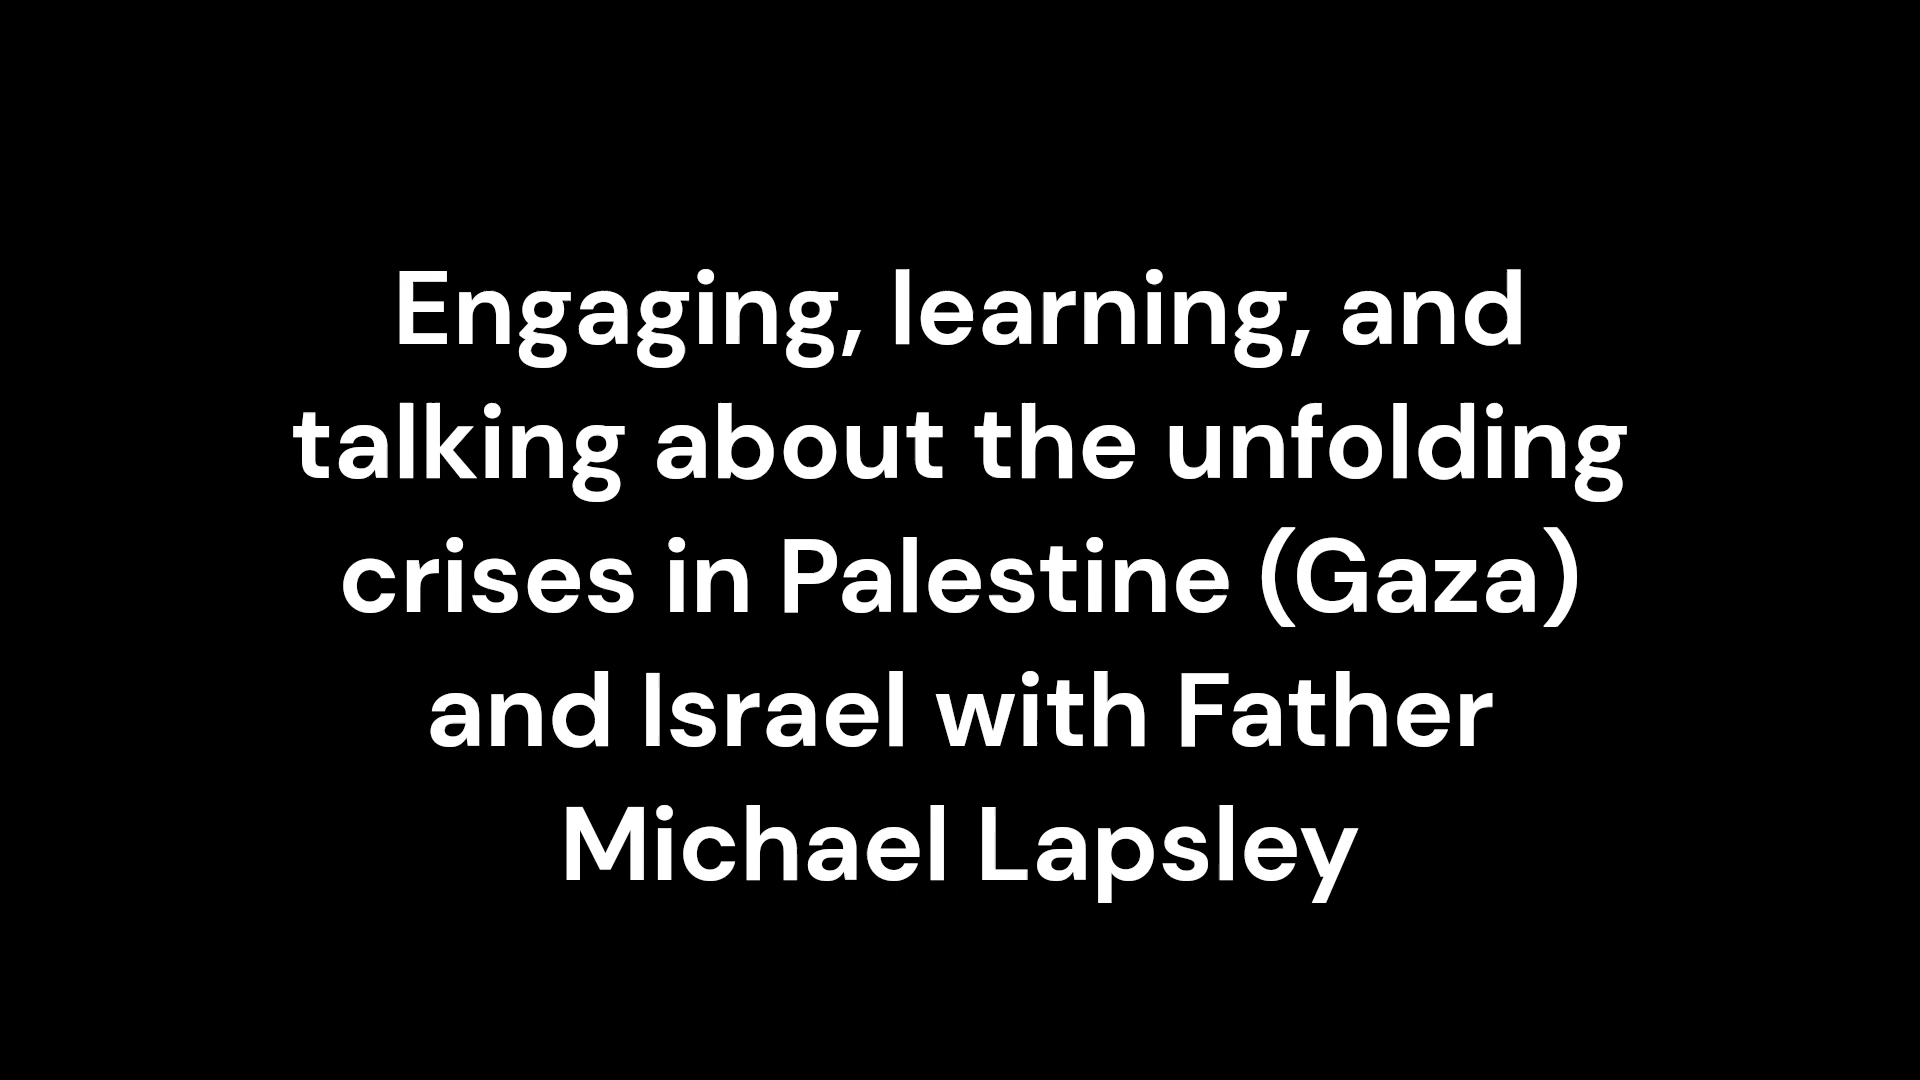 Engaging, learning, and
talking about the unfolding
crises in Palestine (Gaza)
and Israel with Father
Michael Lapsley